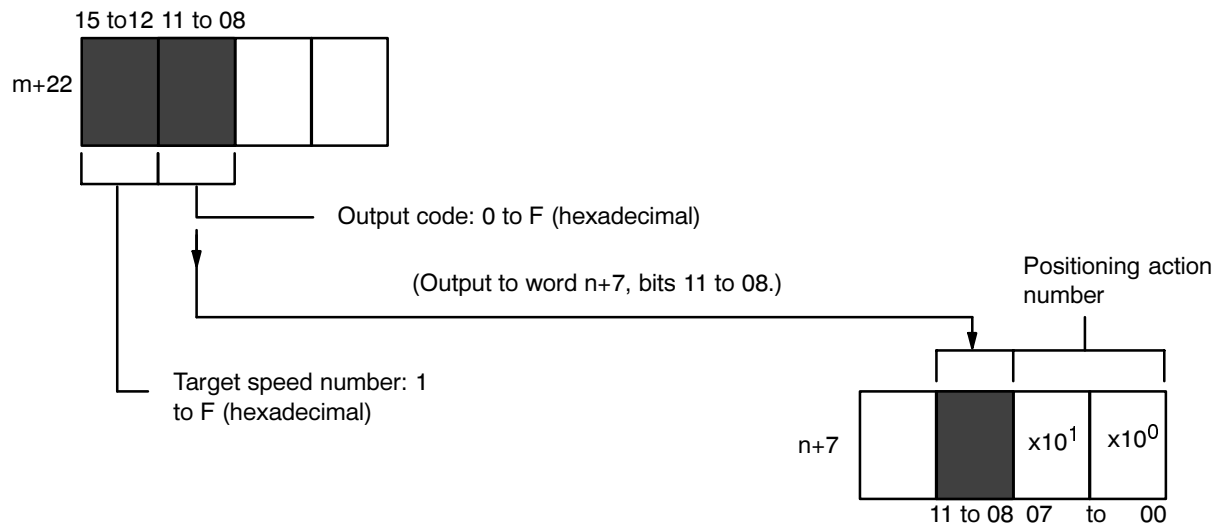 15 to12 11 to 08
m+22
Output code: 0 to F (hexadecimal)
(Output to word n+7, bits 11 to 08.)
Positioning action
number
Target speed number: 1
to F (hexadecimal)
n+7
x10¹ x10⁰
11 to 08 07 to 00